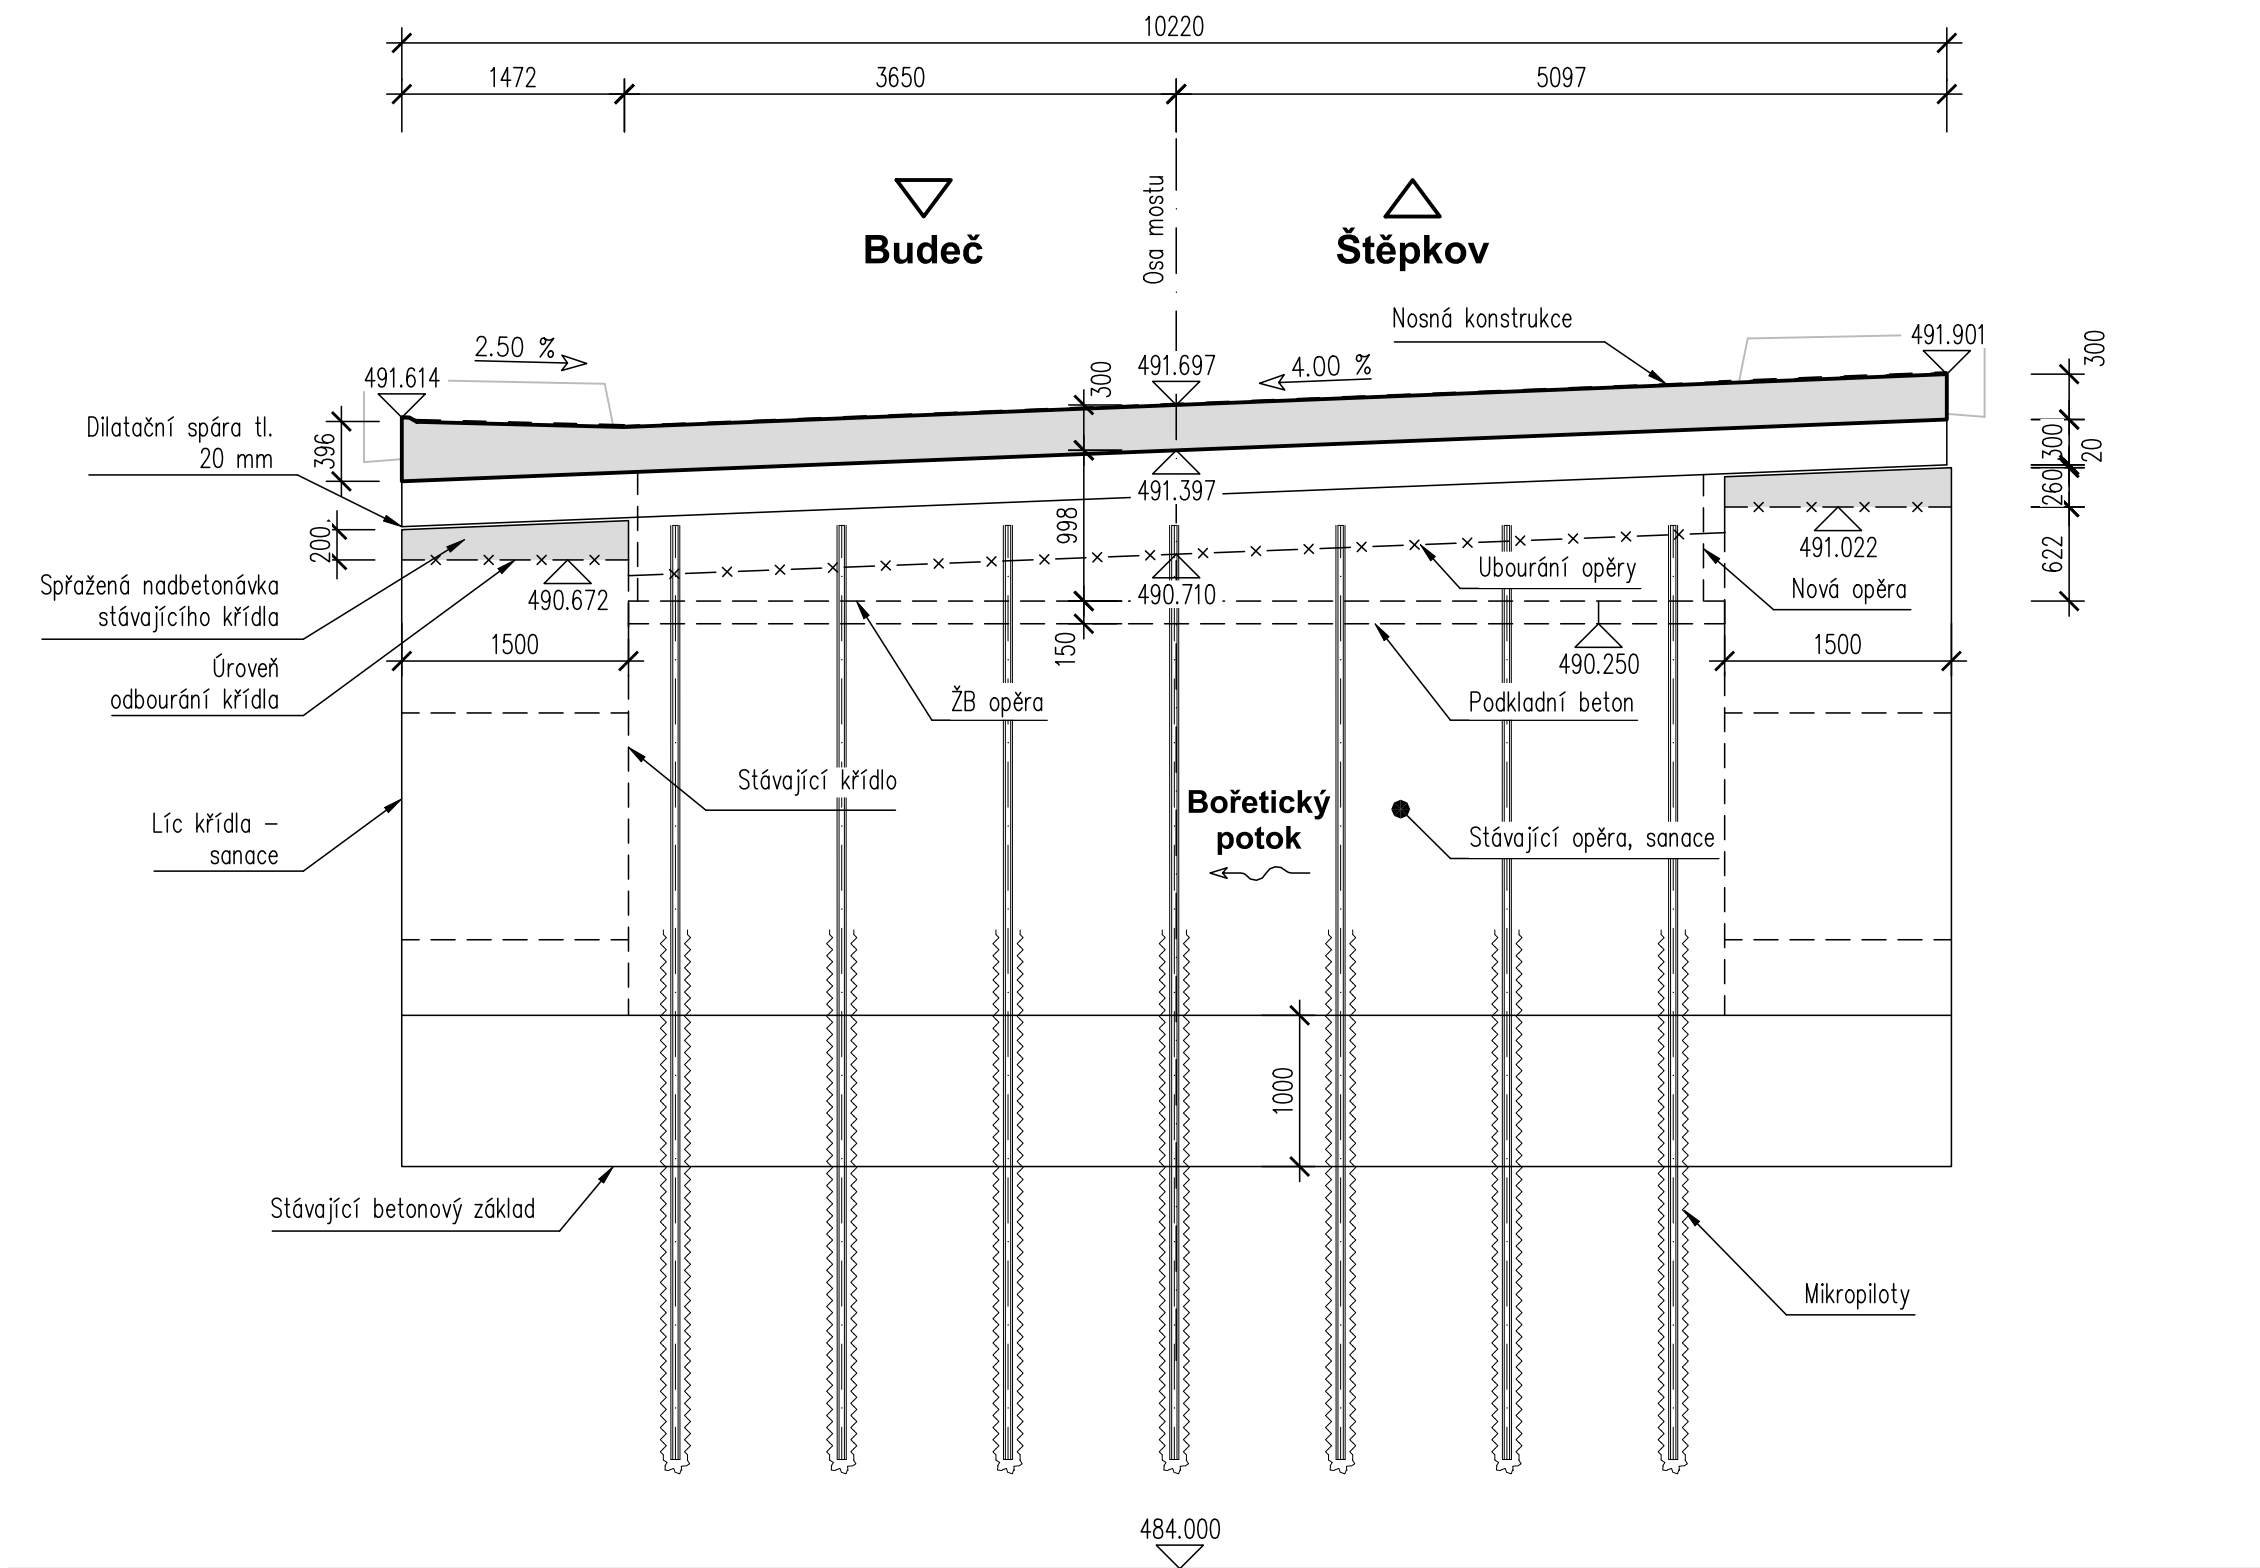 10220
1472
3650
5097
Osa mostu
Budeč
Štěpkov
Nosná konstrukce
2.50 %
491.614
300
491.697
4.00 %
491.901
300
Dilatační spára tl.
20 mm
396
491.397
300
20
200
998
260
491.022
622
Spřažená nadbetonávka
stávajícího křídla
490.672
490.710
Ubourání opěry
Nová opěra
1500
150
490.250
1500
Úroveň
odbourání křídla
ŽB opěra
Podkladní beton
Stávající křídlo
Bořetický
potok
Líc křídla –
sanace
Stávající opěra, sanace
1000
Stávající betonový základ
Mikropiloty
484.000